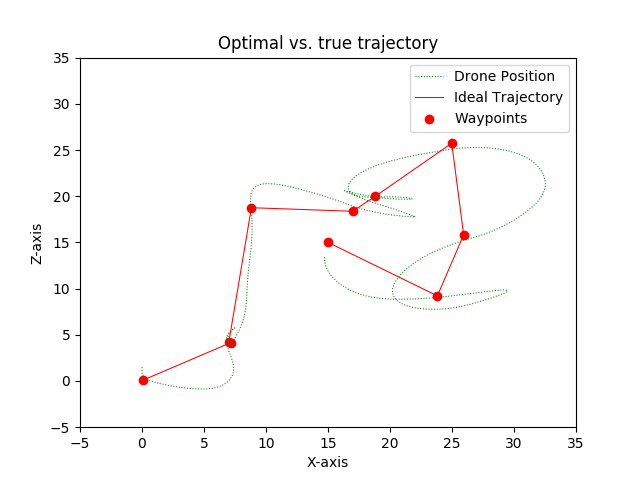 Optimal vs. true trajectory
Drone Position
Ideal Trajectory
Waypoints
Z-axis
35
30
25
20
15
10
5
0
−5
−5 0 5 10 15 20 25 30 35
X-axis